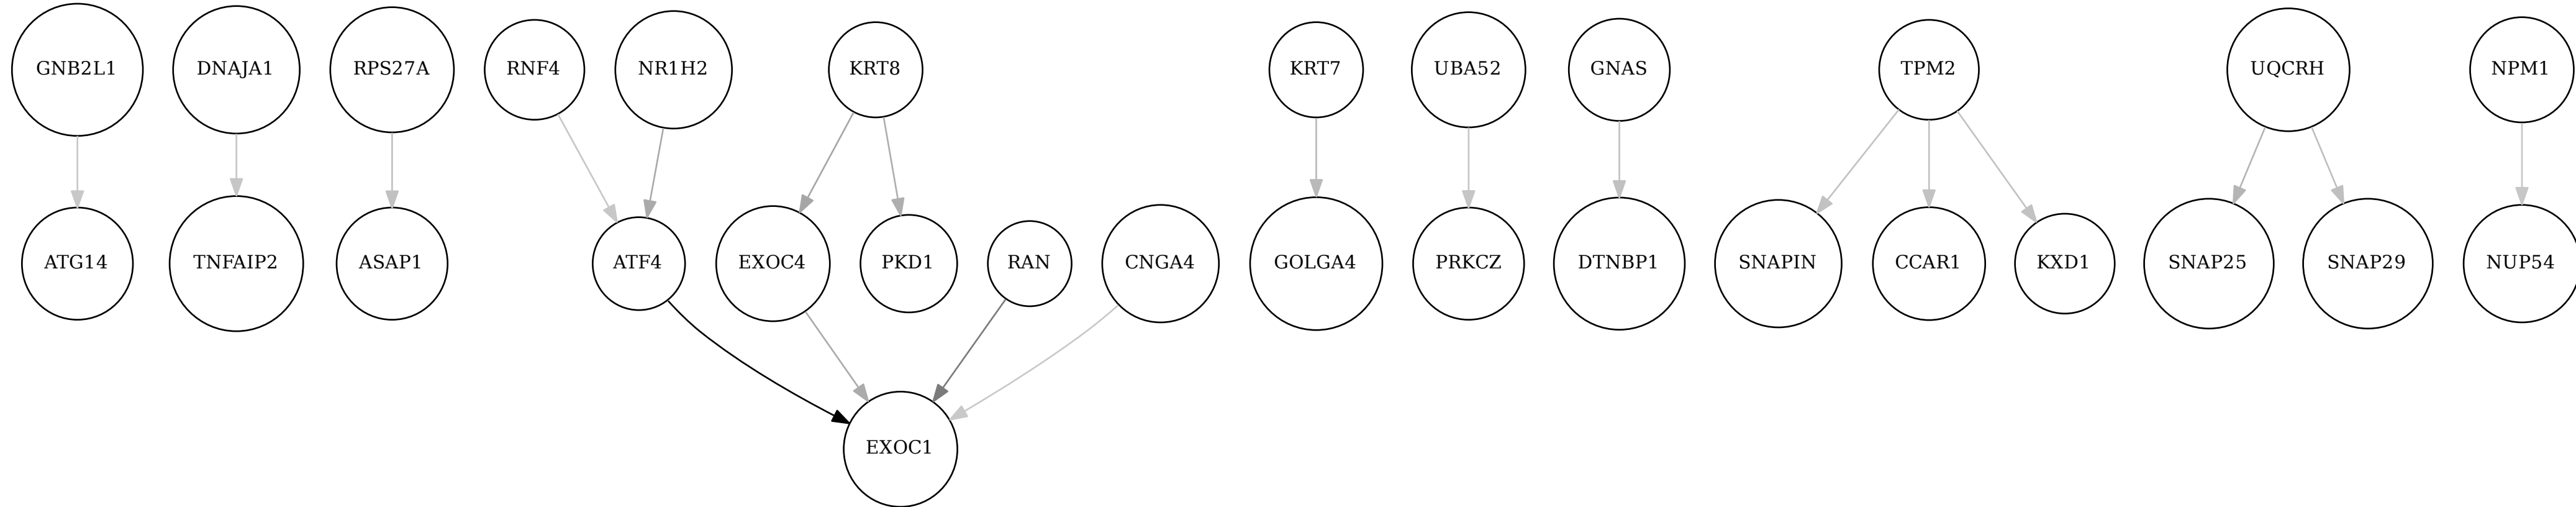 GNB2L1
DNAJA1
RPS27A
RNF4
NR1H2
KRT8
KRT7
UBA52
GNAS
TPM2
UQCRH
NPM1
ATG14
TNFAIP2
ASAP1
ATF4
EXOC4
PKD1
RAN
CNGA4
GOLGA4
PRKCZ
DTNBP1
SNAPIN
CCAR1
KXD1
SNAP25
SNAP29
NUP54
EXOC1